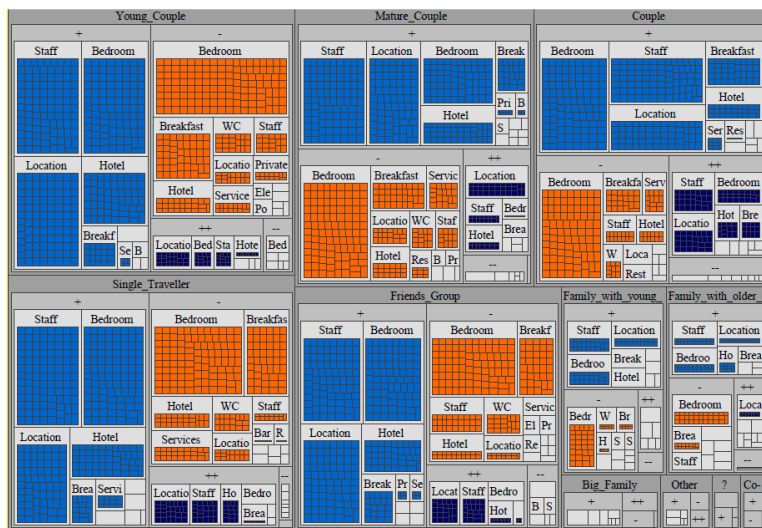 Young_Couple
+
Staff
Bedroom
Location
Hotel
Breakf
Se
B
-
Bedroom
Breakfast
WC
Staff
Locatio
Private
Hotel
Service
Ele
Po
++
Locatio
Bed
Sta
Hote
--
Bed
Mature_Couple
+
Staff
Location
Bedroom
Break
Hotel
Pri
B
S
-
Bedroom
Breakfast
Servic
Locatio
WC
Staf
Hotel
Res
B
Pr
++
Location
Staff
Bedr
Hotel
Brea
--
Couple
+
Bedroom
Staff
Breakfast
Location
Hotel
Ser
Res
-
Bedroom
Breakfa
Serv
Staff
Hotel
W
Loca
Rest
++
Staff
Bedroom
Locatio
Hot
Bre
--
Single_Traveller
+
Staff
Bedroom
Location
Hotel
Brea
Servi
-
Bedroom
Breakfas
Hotel
WC
Staff
Services
Locatio
Bar
R
++
Locatio
Staff
Ho
Bedro
Brea
--
Friends_Group
+
Staff
Bedroom
Location
Hotel
Break
Pr
Se
-
Bedroom
Breakf
Staff
WC
Servic
El
Pr
Hotel
Locatio
Re
++
Locat
Staff
Bedro
Hot
--
B
S
Family_with_young_
+
Staff
Location
Bedroo
Break
Hotel
-
Bedr
W
Br
H
S
S
++
--
Family_with_older_
+
Staff
Location
Bedroo
Ho
Brea
-
Bedroom
Brea
Staff
++
Loca
--
Big_Family
+
++
-
Other
+
-
++
?
+
Co-
+
-